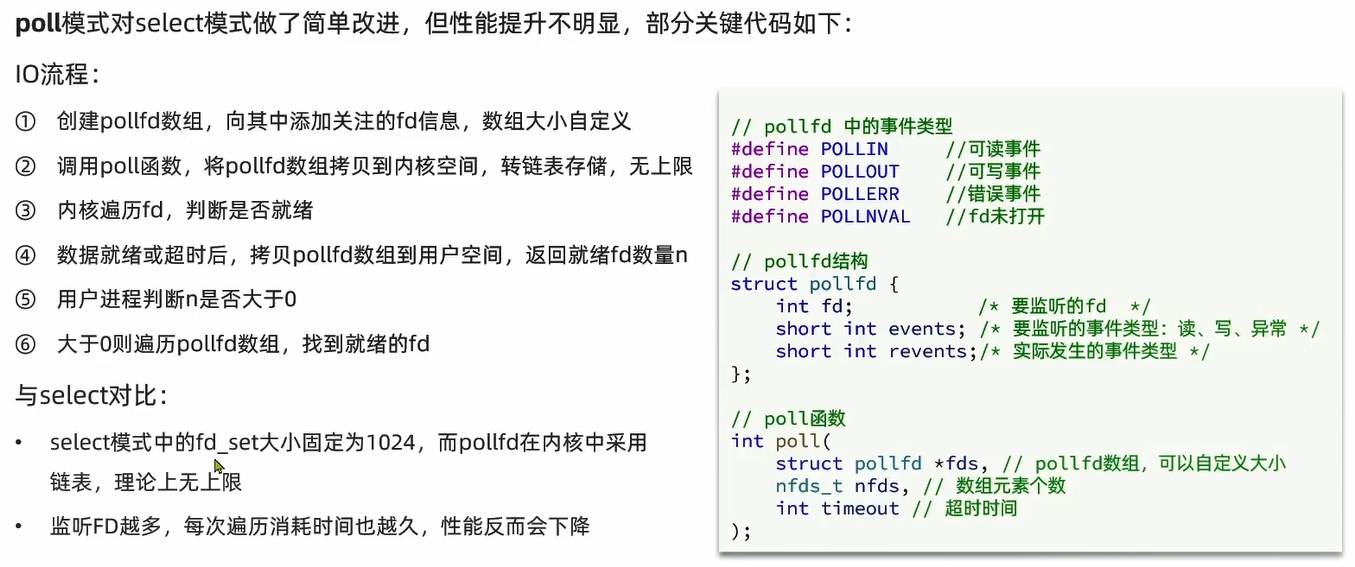 poll模式对select模式做了简单改进，但性能提升不明显，部分关键代码如下：
IO流程：
① 创建pollfd数组，向其中添加关注的fd信息，数组大小自定义
② 调用poll函数，将pollfd数组拷贝到内核空间，转链表存储，无上限
③ 内核遍历fd，判断是否就绪
④ 数据就绪或超时后，拷贝pollfd数组到用户空间，返回就绪fd数量n
⑤ 用户进程判断n是否大于0
⑥ 大于0则遍历pollfd数组，找到就绪的fd
与select对比：
• select模式中的fd_set大小固定为1024，而pollfd在内核中采用
链表，理论上无上限
• 监听FD越多，每次遍历消耗时间也越久，性能反而会下降
// pollfd 中的事件类型
#define POLLIN     //可读事件
#define POLLOUT    //可写事件
#define POLLERR    //错误事件
#define POLLNVAL   //fd未打开
// pollfd结构
struct pollfd {
    int fd;           /* 要监听的fd  */
    short int events; /* 要监听的事件类型：读、写、异常 */
    short int revents;/* 实际发生的事件类型 */
};
// poll函数
int poll(
    struct pollfd *fds, // pollfd数组，可以自定义大小
    nfds_t nfds, // 数组元素个数
    int timeout // 超时时间
);